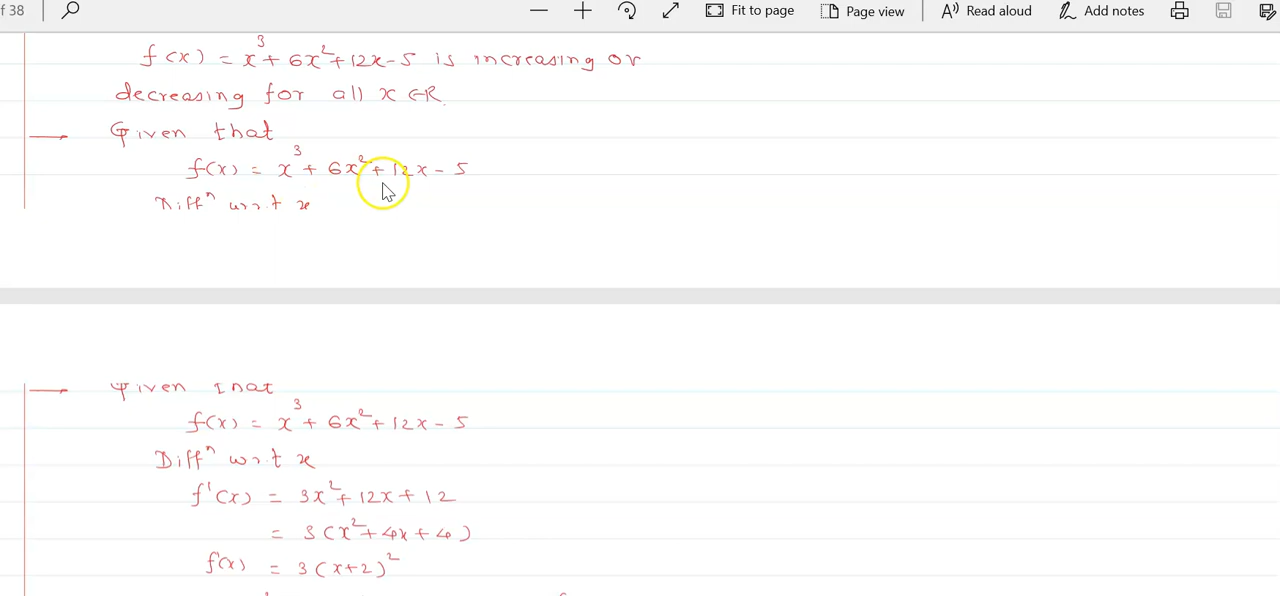 f 38 Fit to page Page view A Read aloud Add notes
f(x) = x³ + 6x² + 12x - 5 is increasing or
decreasing for all x ∈ R.
Given that
f(x) = x³ + 6x² + 12x - 5
Diffⁿ w.r.t x
Given that
f(x) = x³ + 6x² + 12x - 5
Diffⁿ w.r.t x
f'(x) = 3x² + 12x + 12
= 3(x² + 4x + 4)
f'(x) = 3(x+2)²